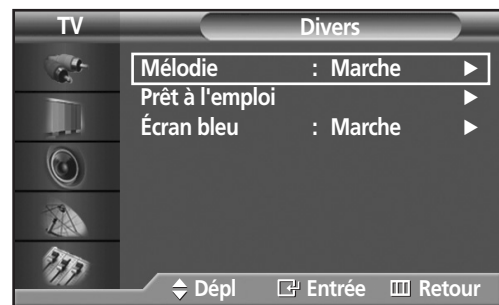 TV Divers
Mélodie : Marche ▶
Prêt à l'emploi ▶
Écran bleu : Marche ▶
Dépl Entrée Retour